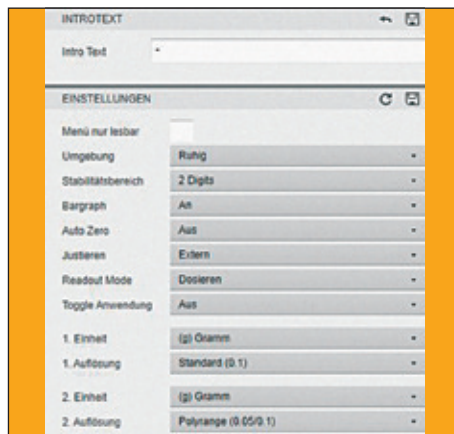 INTROTEXT
Intro Text
EINSTELLUNGEN
Menü nur lesbar
Umgebung Ruhig
Stabilitätsbereich 2 Digits
Bargraph An
Auto Zero Aus
Justieren Extern
Readout Mode Dosieren
Toggle Anwendung Aus
1. Einheit (g) Gramm
1. Auflösung Standard (0.1)
2. Einheit (g) Gramm
2. Auflösung Polyrange (0.05/0.1)